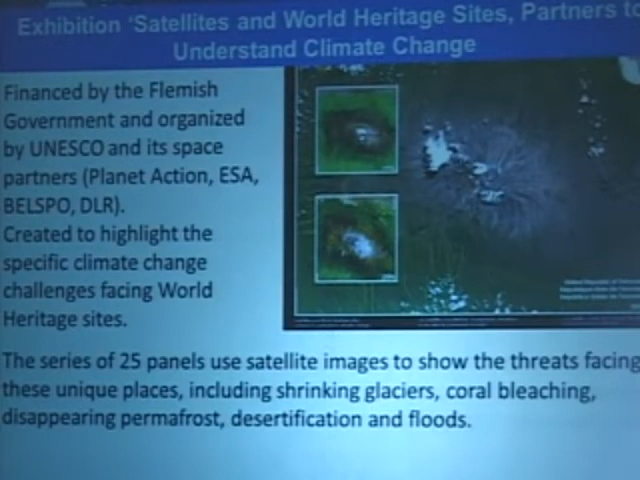 Exhibition 'Satellites and World Heritage Sites, Partners to
Understand Climate Change
Financed by the Flemish
Government and organized
by UNESCO and its space
partners (Planet Action, ESA,
BELSPO, DLR).
Created to highlight the
specific climate change
challenges facing World
Heritage sites.
The series of 25 panels use satellite images to show the threats facing
these unique places, including shrinking glaciers, coral bleaching,
disappearing permafrost, desertification and floods.